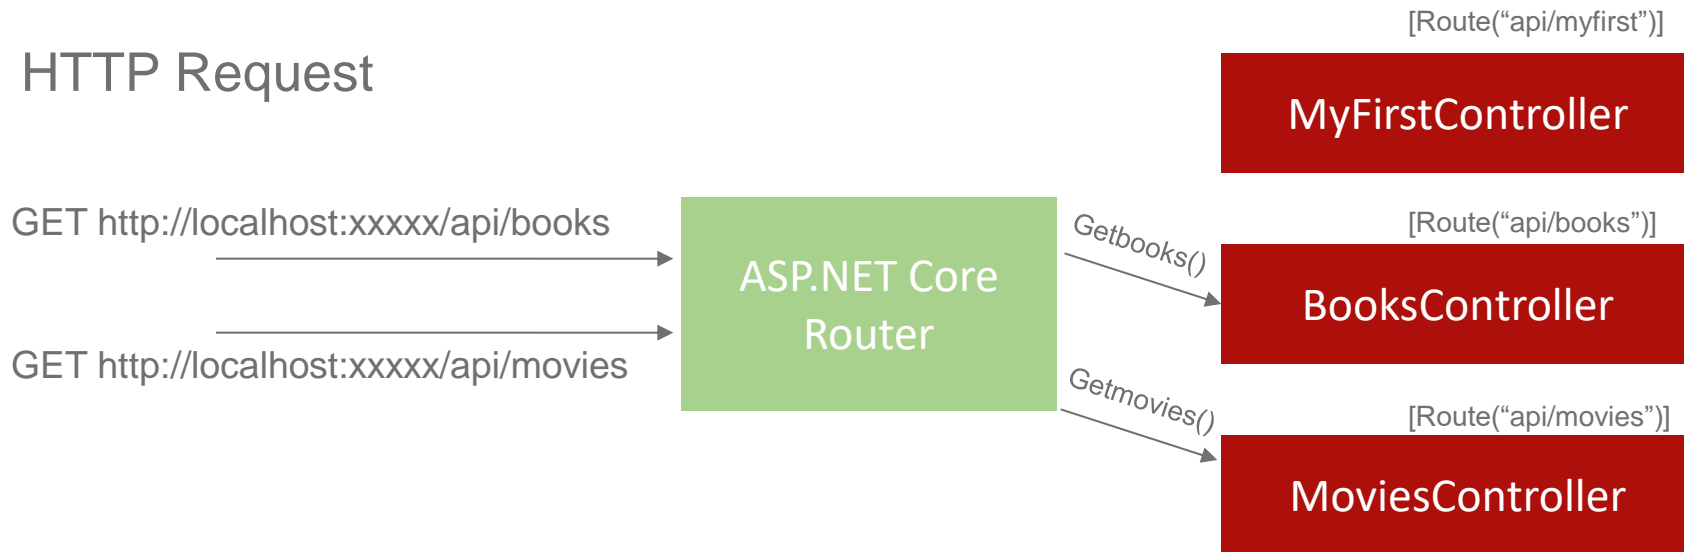 [Route(“api/myfirst”)]
HTTP Request
MyFirstController
GET http://localhost:xxxxx/api/books
Getbooks()
[Route(“api/books”)]
ASP.NET Core
Router
BooksController
GET http://localhost:xxxxx/api/movies
Getmovies()
[Route(“api/movies”)]
MoviesController